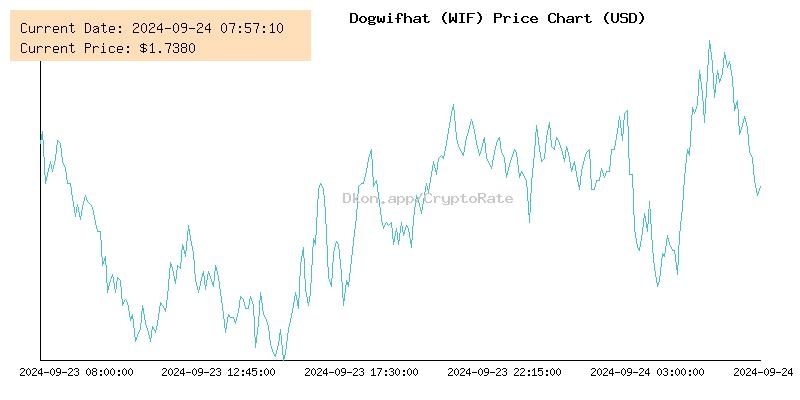 Dogwifhat (WIF) Price Chart (USD)
Current Date: 2024-09-24 07:57:10
Current Price: $1.7380
Dkon.app/CryptoRate
2024-09-23 08:00:00 2024-09-23 12:45:00 2024-09-23 17:30:00 2024-09-23 22:15:00 2024-09-24 03:00:00 2024-09-24